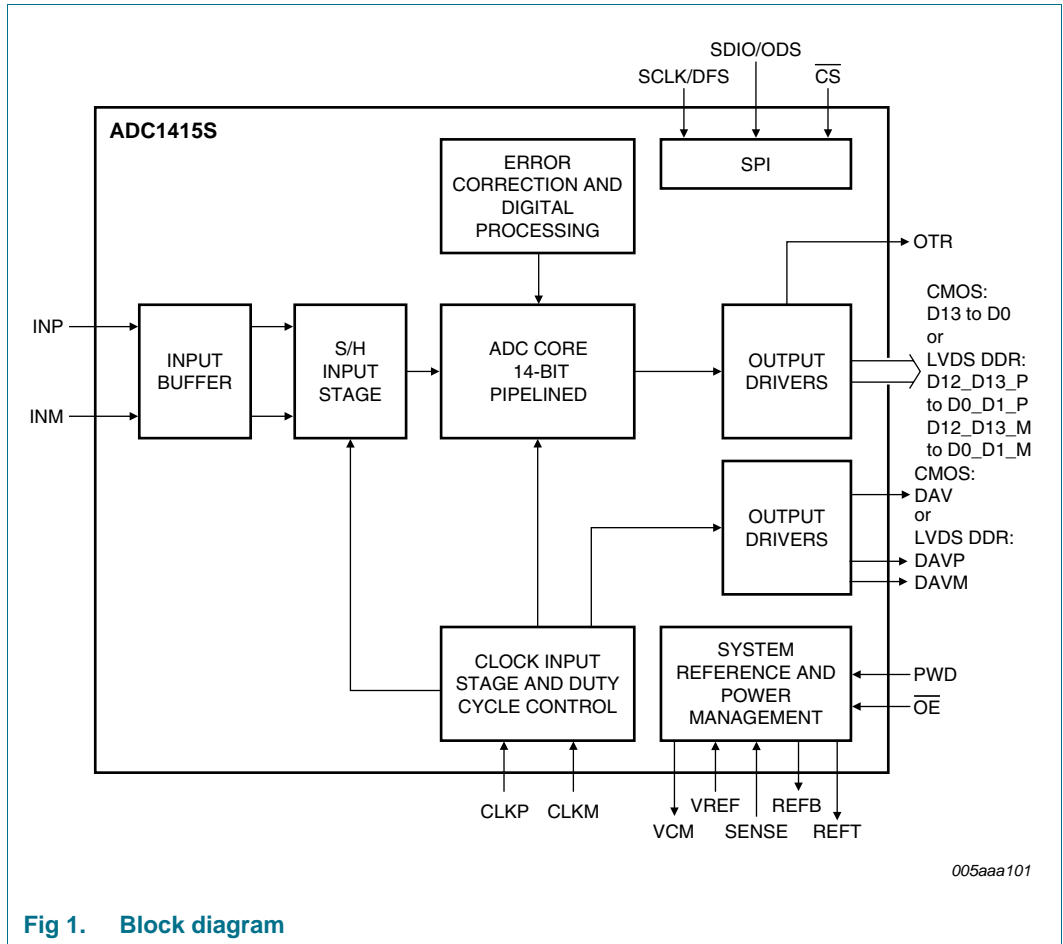 SDIO/ODS
SCLK/DFS
CS
ADC1415S
ERROR
CORRECTION AND
DIGITAL
PROCESSING
SPI
OTR
CMOS:
D13 to D0
or
LVDS DDR:
D12_D13_P
to D0_D1_P
D12_D13_M
to D0_D1_M
INP
INM
INPUT
BUFFER
S/H
INPUT
STAGE
ADC CORE
14-BIT
PIPELINED
OUTPUT
DRIVERS
CMOS:
DAV
or
LVDS DDR:
DAVP
DAVM
OUTPUT
DRIVERS
CLOCK INPUT
STAGE AND DUTY
CYCLE CONTROL
SYSTEM
REFERENCE AND
POWER
MANAGEMENT
PWD
OE
CLKP CLKM
VREF REFB
VCM SENSE REFT
005aaa101
Fig 1. Block diagram